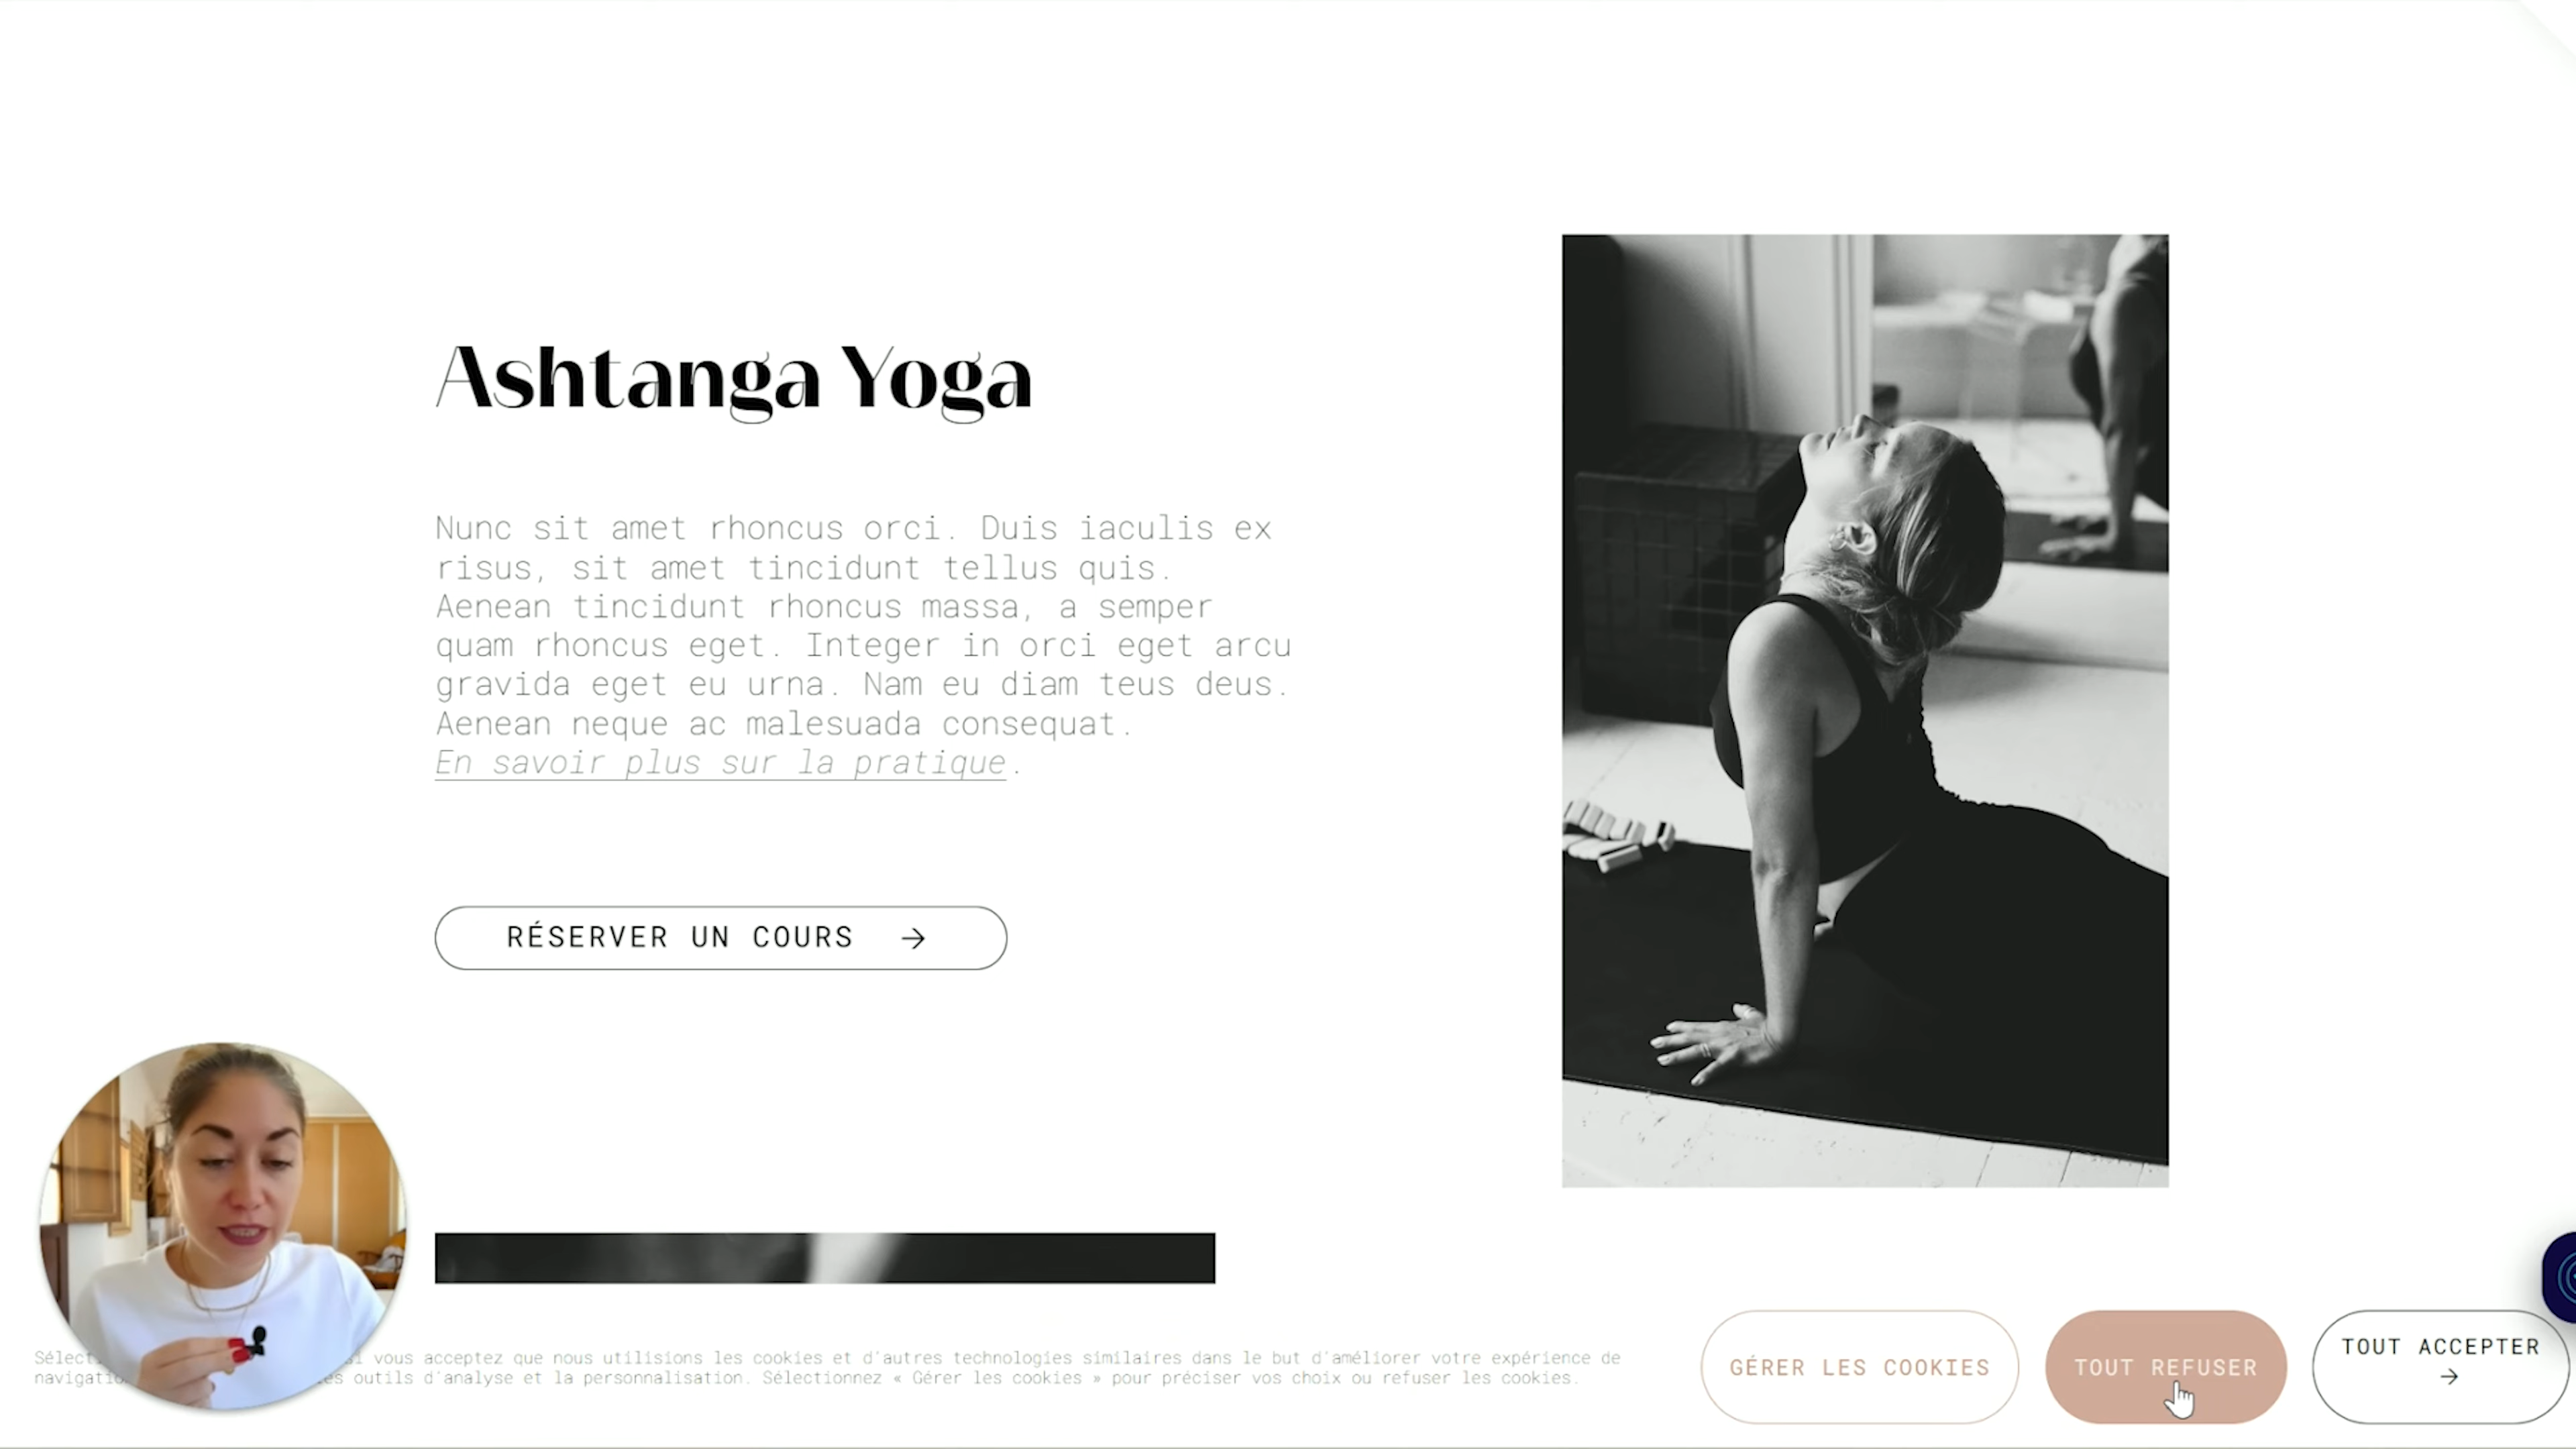 Ashtanga Yoga
Nunc sit amet rhoncus orci. Duis iaculis ex
risus, sit amet tincidunt tellus quis.
Aenean tincidunt rhoncus massa, a semper
quam rhoncus eget. Integer in orci eget arcu
gravida eget eu urna. Nam eu diam teus deus.
Aenean neque ac malesuada consequat.
En savoir plus sur la pratique.
RÉSERVER UN COURS →
vous acceptez que nous utilisions les cookies et d'autres technologies similaires dans le but d'améliorer votre expérience de
outils d'analyse et la personnalisation. Sélectionnez « Gérer les cookies » pour préciser vos choix ou refuser les cookies.
GÉRER LES COOKIES
TOUT REFUSER
TOUT ACCEPTER
→